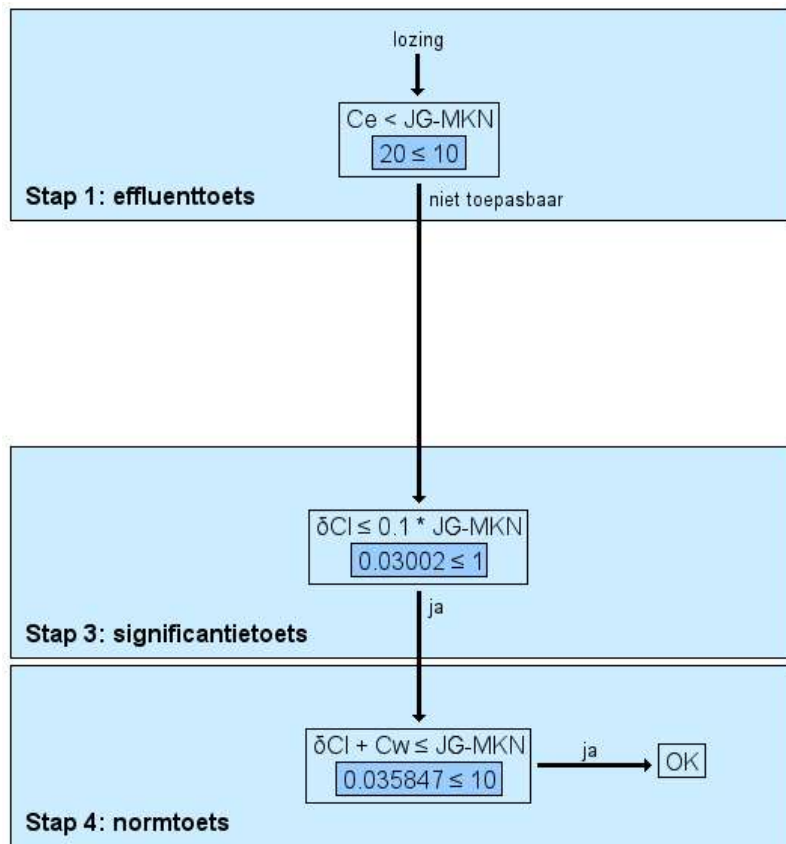 lozing
Ce < JG-MKN
20 ≤ 10
Stap 1: effluenttoets
niet toepasbaar
δCl ≤ 0.1 * JG-MKN
0.03002 ≤ 1
ja
Stap 3: significantietoets
δCl + Cw ≤ JG-MKN
0.035847 ≤ 10
ja
OK
Stap 4: normtoets